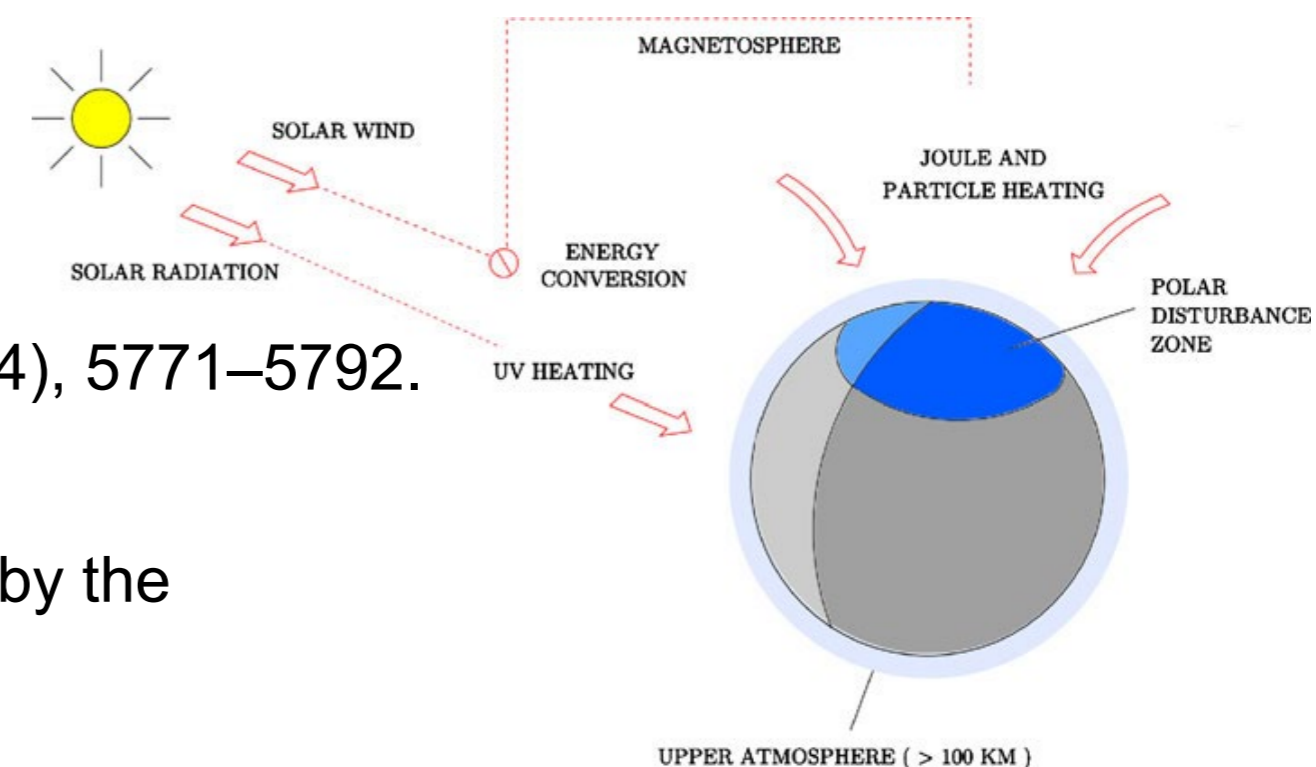 MAGNETOSPHERE
SOLAR WIND
JOULE AND
PARTICLE HEATING
ENERGY
CONVERSION
SOLAR RADIATION
POLAR
DISTURBANCE
ZONE
4), 5771–5792.
UV HEATING
by the
UPPER ATMOSPHERE ( > 100 KM )